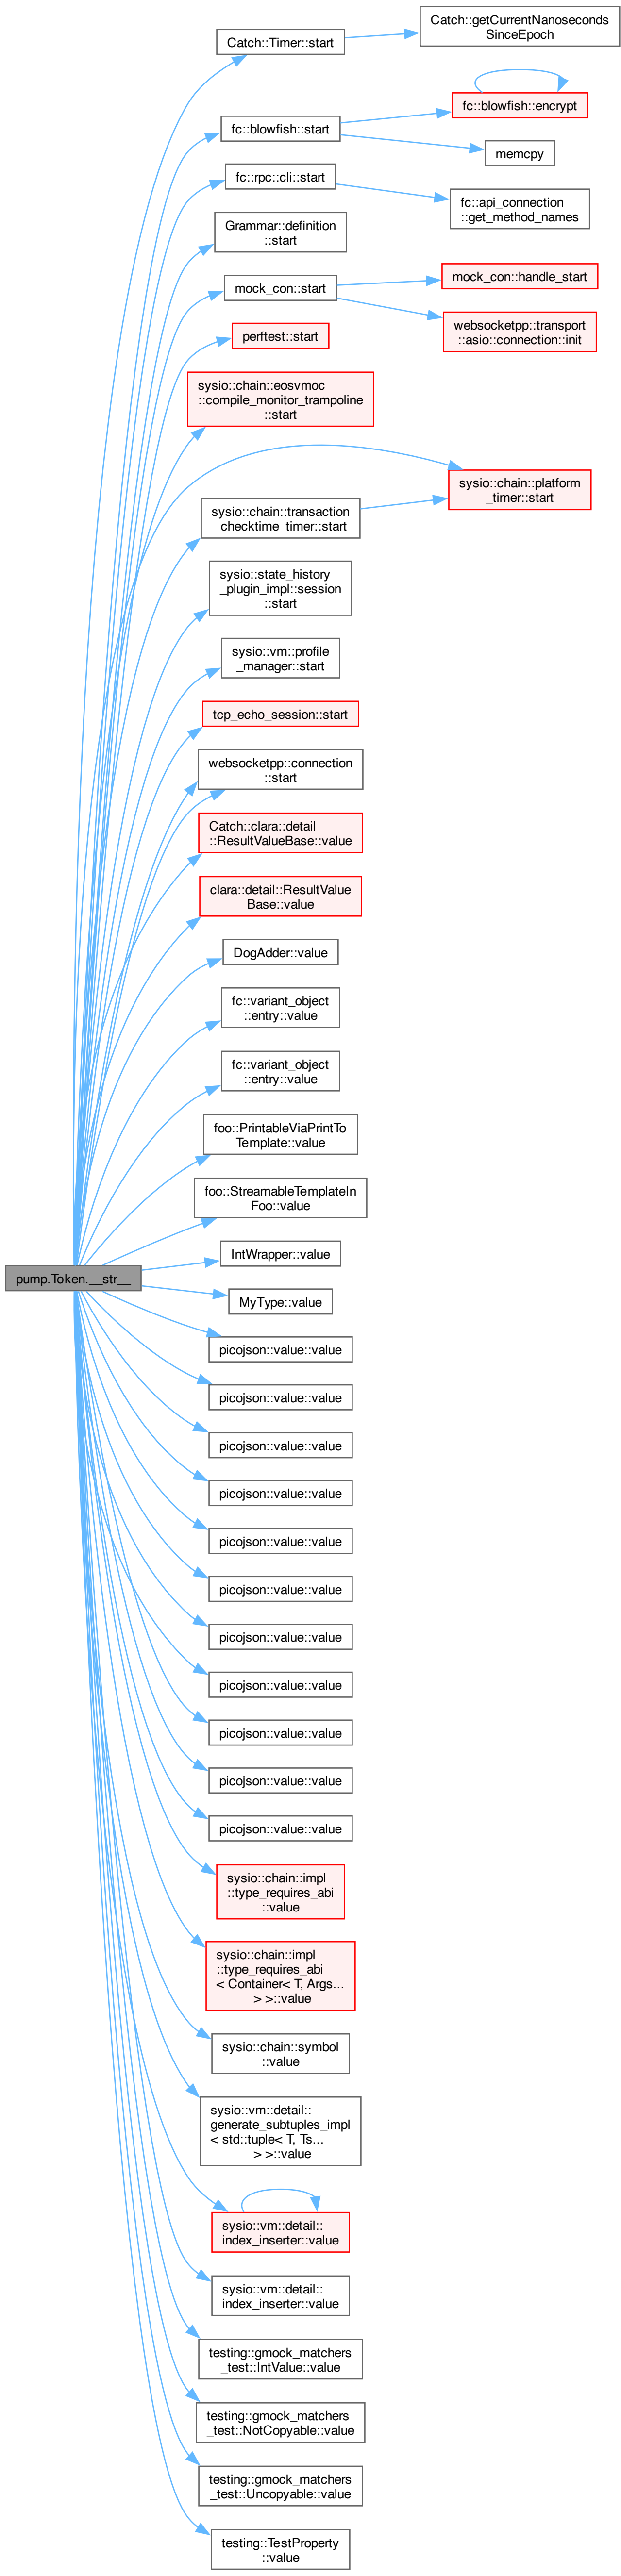 Catch::Timer::start
Catch::getCurrentNanoseconds
SinceEpoch
fc::blowfish::start
fc::blowfish::encrypt
memcpy
fc::rpc::cli::start
fc::api_connection
::get_method_names
Grammar::definition
::start
mock_con::start
mock_con::handle_start
websocketpp::transport
::asio::connection::init
perftest::start
sysio::chain::eosvmoc
::compile_monitor_trampoline
::start
sysio::chain::platform
_timer::start
sysio::chain::transaction
_checktime_timer::start
sysio::state_history
_plugin_impl::session
::start
sysio::vm::profile
_manager::start
tcp_echo_session::start
websocketpp::connection
::start
Catch::clara::detail
::ResultValueBase::value
clara::detail::ResultValue
Base::value
DogAdder::value
fc::variant_object
::entry::value
fc::variant_object
::entry::value
foo::PrintableViaPrintTo
Template::value
foo::StreamableTemplateIn
Foo::value
IntWrapper::value
pump.Token.__str__
MyType::value
picojson::value::value
picojson::value::value
picojson::value::value
picojson::value::value
picojson::value::value
picojson::value::value
picojson::value::value
picojson::value::value
picojson::value::value
picojson::value::value
picojson::value::value
sysio::chain::impl
::type_requires_abi
::value
sysio::chain::impl
::type_requires_abi
< Container< T, Args...
> >::value
sysio::chain::symbol
::value
sysio::vm::detail::
generate_subtuples_impl
< std::tuple< T, Ts...
> >::value
sysio::vm::detail::
index_inserter::value
sysio::vm::detail::
index_inserter::value
testing::gmock_matchers
_test::IntValue::value
testing::gmock_matchers
_test::NotCopyable::value
testing::gmock_matchers
_test::Uncopyable::value
testing::TestProperty
::value